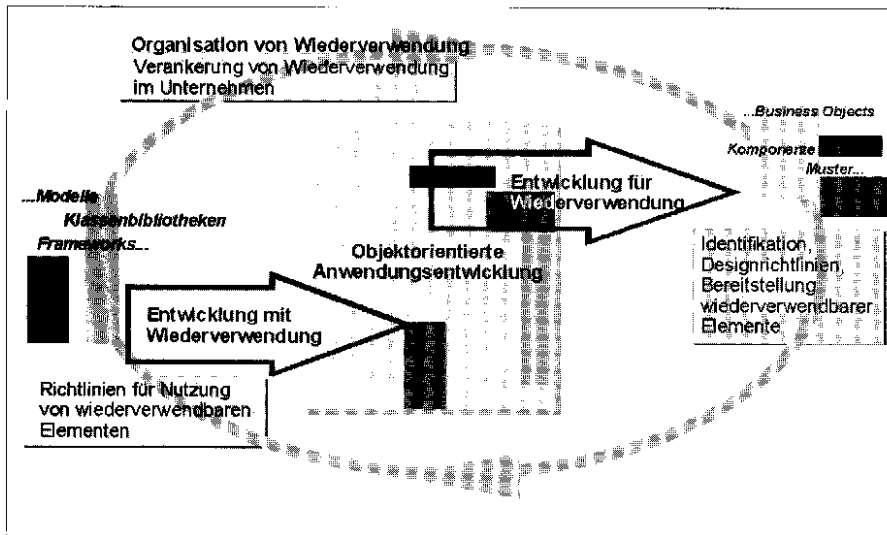 Organisation von Wiederverwendung
Verankerung von Wiederverwendung
im Unternehmen
...Business Objects
Komponente
Muster...
Entwicklung für
Wiederverwendung
...Modelle
Klassenbibliotheken
Frameworks...
Objektorientierte
Anwendungsentwicklung
Identifikation,
Designrichtlinien,
Bereitstellung
wiederverwendbarer
Elemente
Entwicklung mit
Wiederverwendung
Richtlinien für Nutzung
von wiederverwendbaren
Elementen